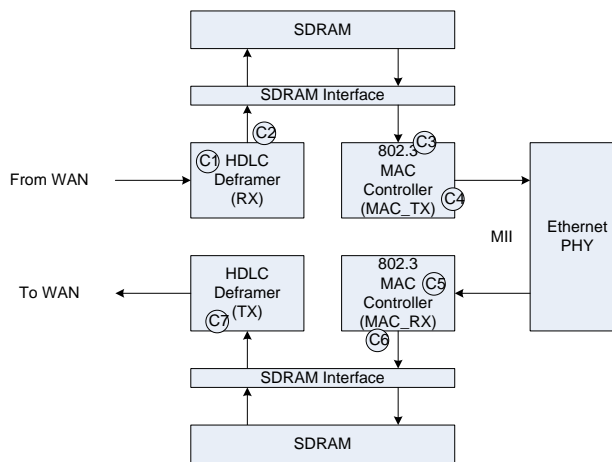 SDRAM
SDRAM Interface
C2
C1
HDLC
Deframer
(RX)
C3
802.3
MAC
Controller
(MAC_TX)
C4
From WAN
MII
Ethernet
PHY
To WAN
HDLC
Deframer
(TX)
C7
802.3
MAC
Controller
(MAC_RX)
C5
C6
SDRAM Interface
SDRAM